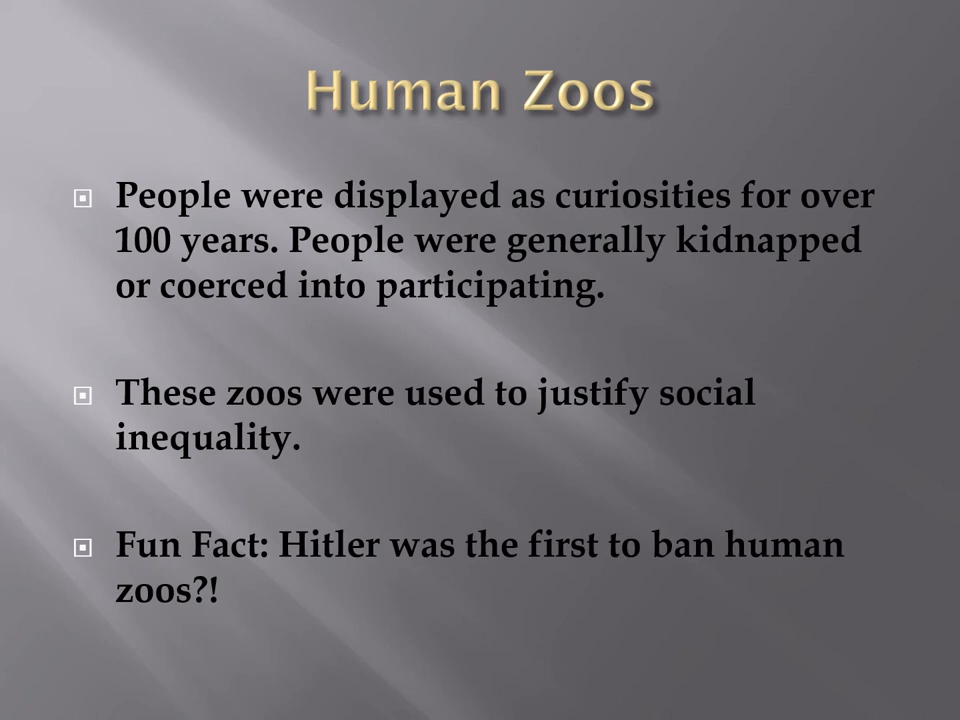 Human Zoos
People were displayed as curiosities for over
100 years. People were generally kidnapped
or coerced into participating.
These zoos were used to justify social
inequality.
Fun Fact: Hitler was the first to ban human
zoos?!